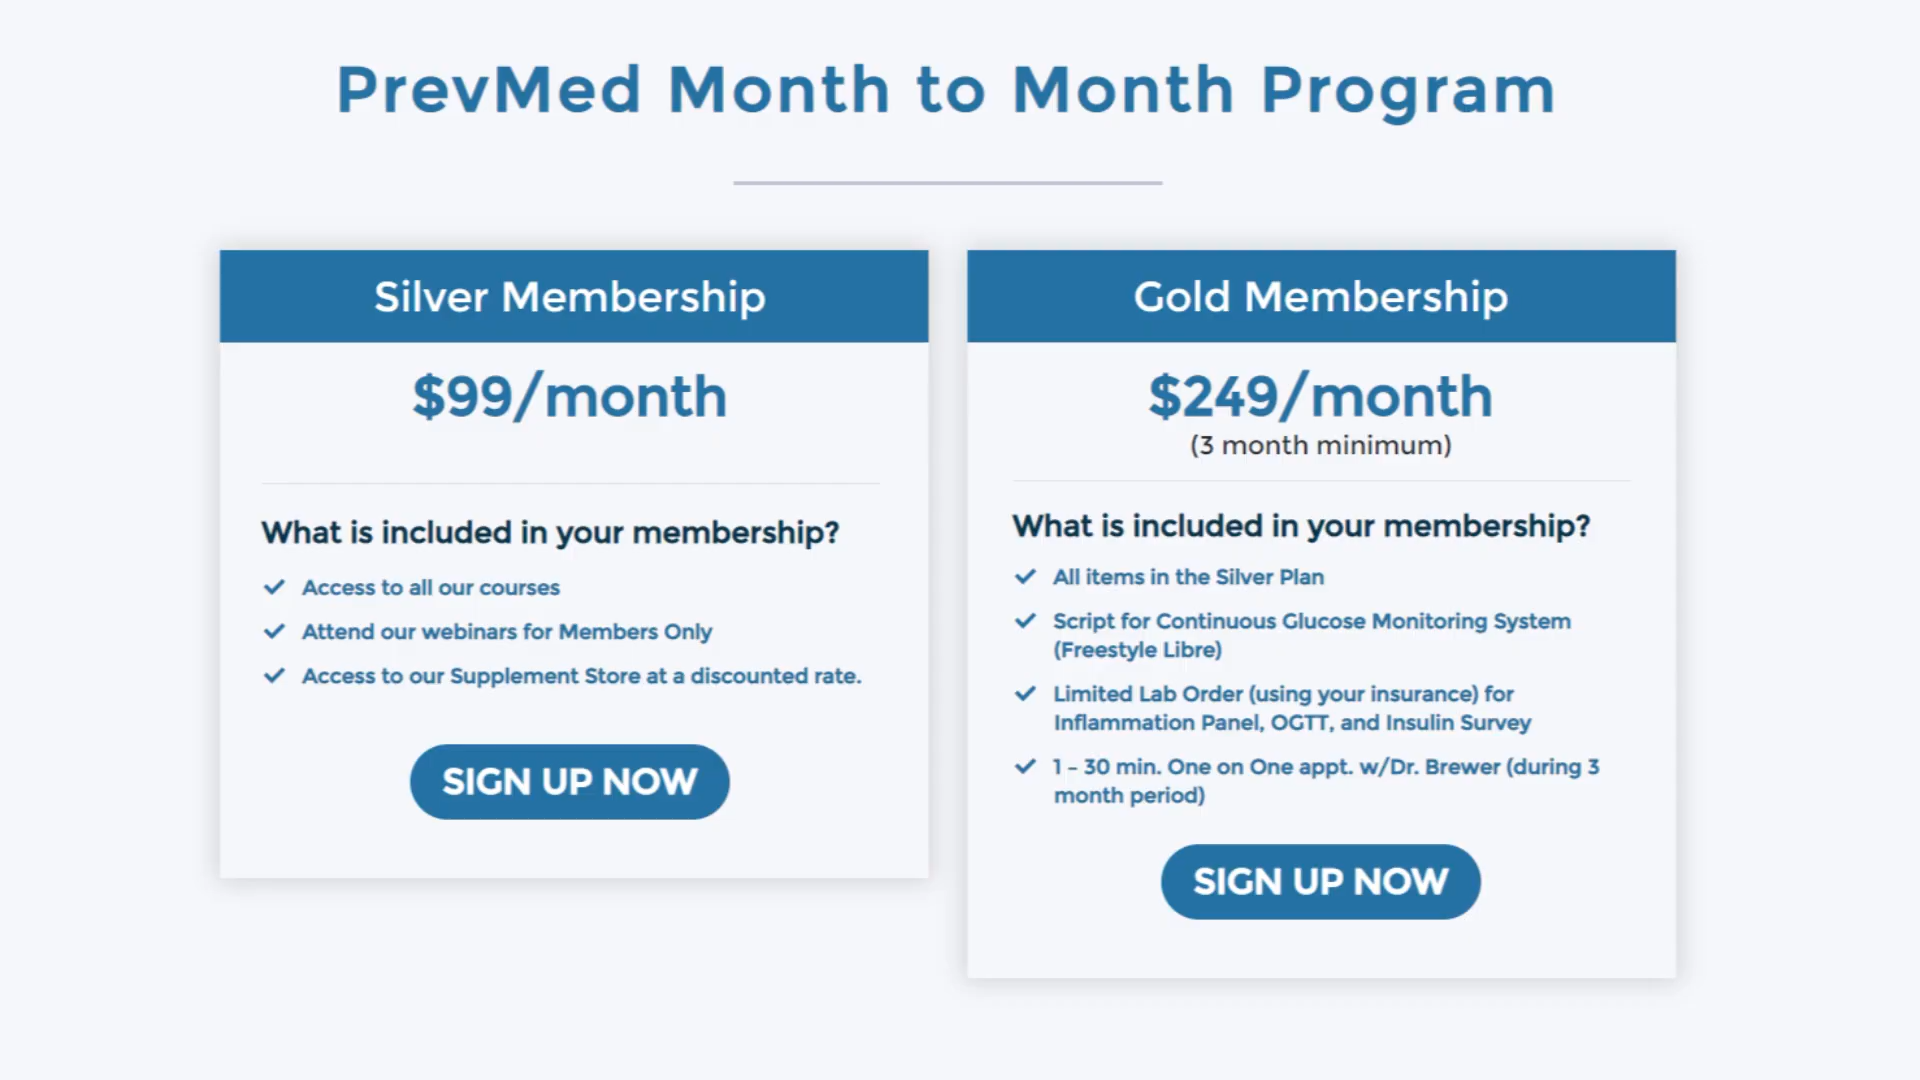 PrevMed Month to Month Program
Silver Membership
$99/month
What is included in your membership?
Access to all our courses
Attend our webinars for Members Only
Access to our Supplement Store at a discounted rate.
SIGN UP NOW
Gold Membership
$249/month
(3 month minimum)
What is included in your membership?
All items in the Silver Plan
Script for Continuous Glucose Monitoring System
(Freestyle Libre)
Limited Lab Order (using your insurance) for
Inflammation Panel, OGTT, and Insulin Survey
1 – 30 min. One on One appt. w/Dr. Brewer (during 3
month period)
SIGN UP NOW